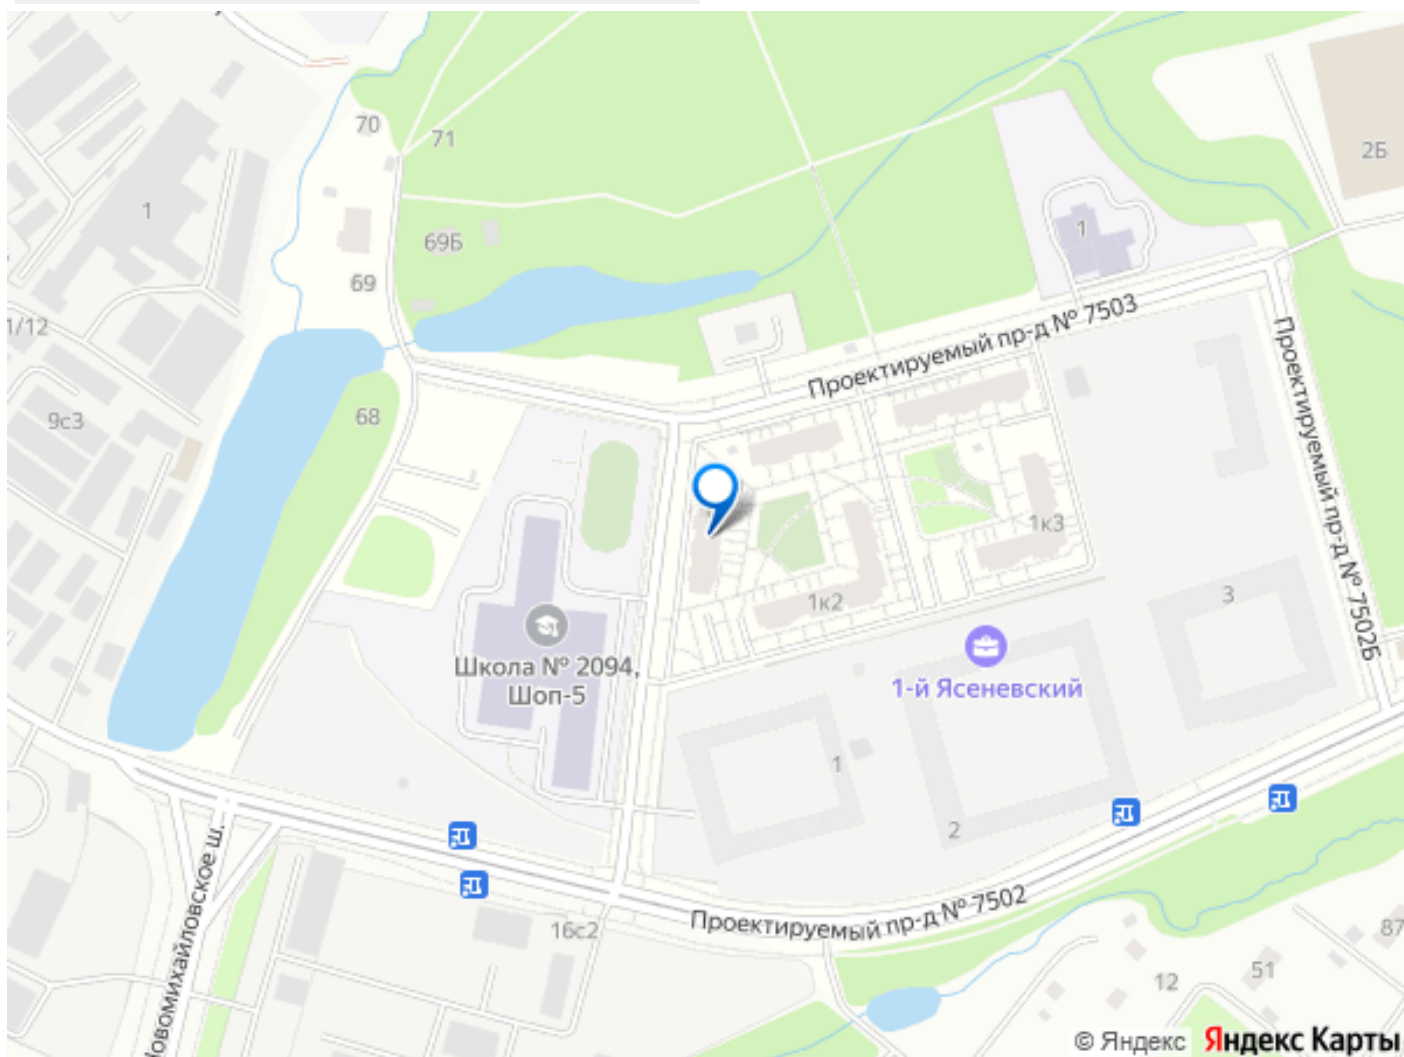 70
71
2Б
1
1
69Б
69
1/12
Проектируемый пр-д № 7503
Проектируемый пр-д № 7502Б
9с3
68
1к3
1к2
3
Школа № 2094,
Шоп-5
1-й Ясеневский
1
2
Новомихайловское ш.
16с2
Проектируемый пр-д № 7502
87
51
12
© Яндекс Яндекс Карты